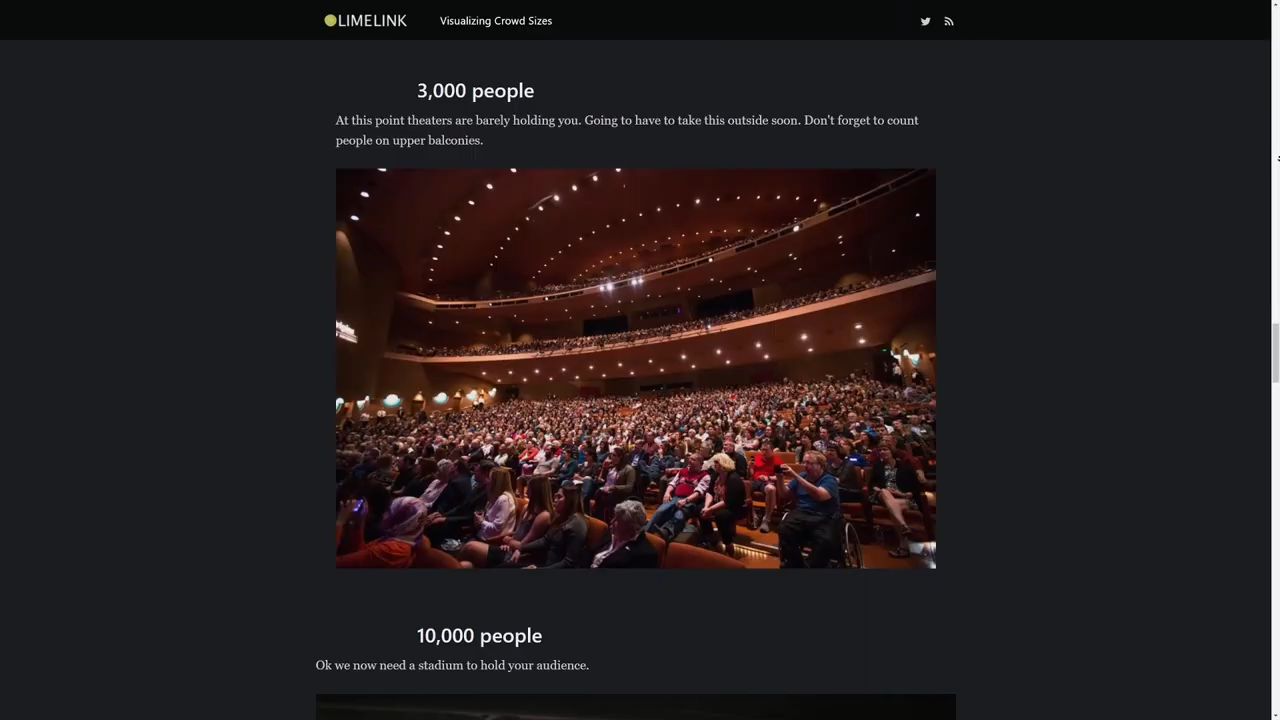 LIMELINK
Visualizing Crowd Sizes
3,000 people
At this point theaters are barely holding you. Going to have to take this outside soon. Don't forget to count
people on upper balconies.
10,000 people
Ok we now need a stadium to hold your audience.